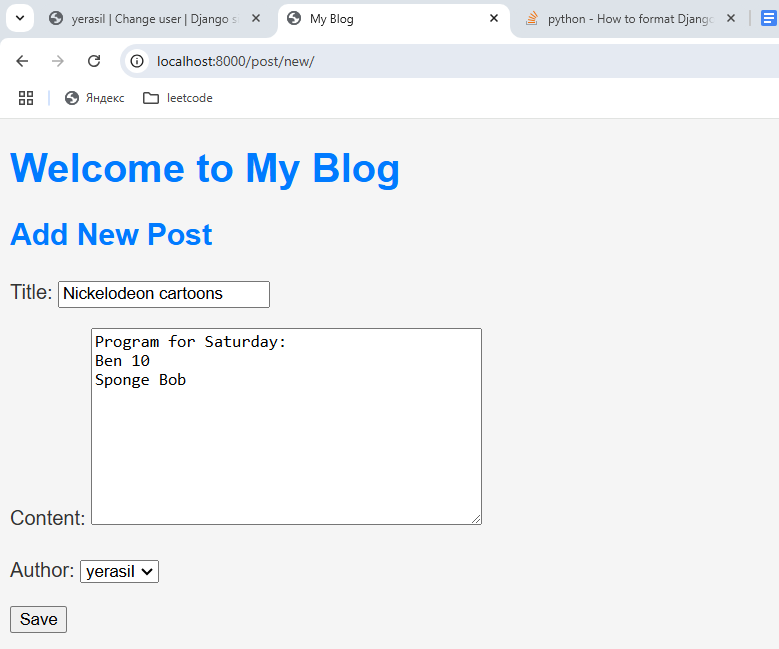 yerasil | Change user | Django s
My Blog
python - How to format Django
localhost:8000/post/new/
Яндекс
leetcode
Welcome to My Blog
Add New Post
Title: Nickelodeon cartoons
Program for Saturday:
Ben 10
Sponge Bob
Content:
Author: yerasil
Save